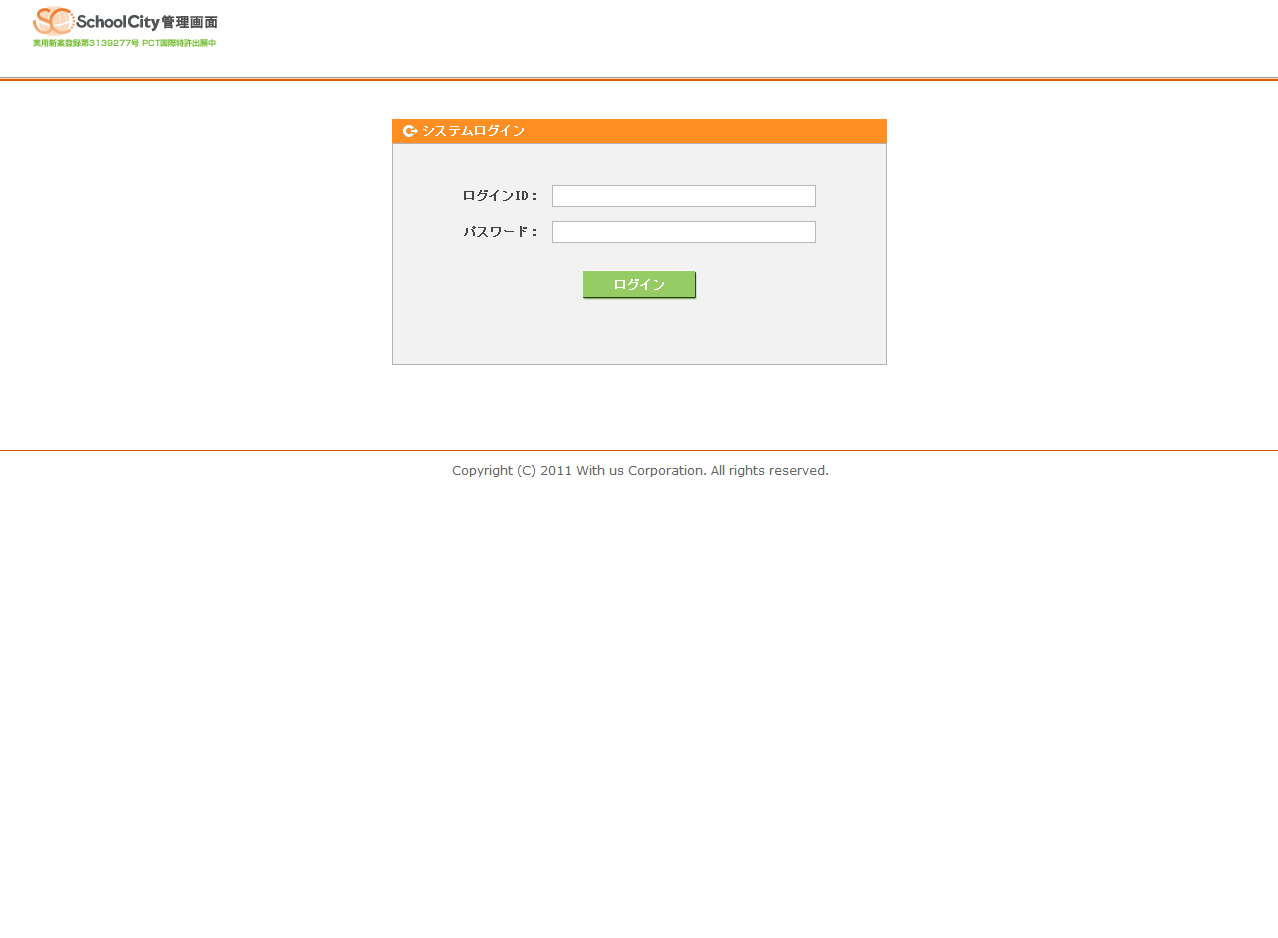 SchoolCity管理画面
実用新案登録第3139277号 PCT国際特許出願中
システムログイン
ログインID：
パスワード：
ログイン
Copyright (C) 2011 With us Corporation. All rights reserved.